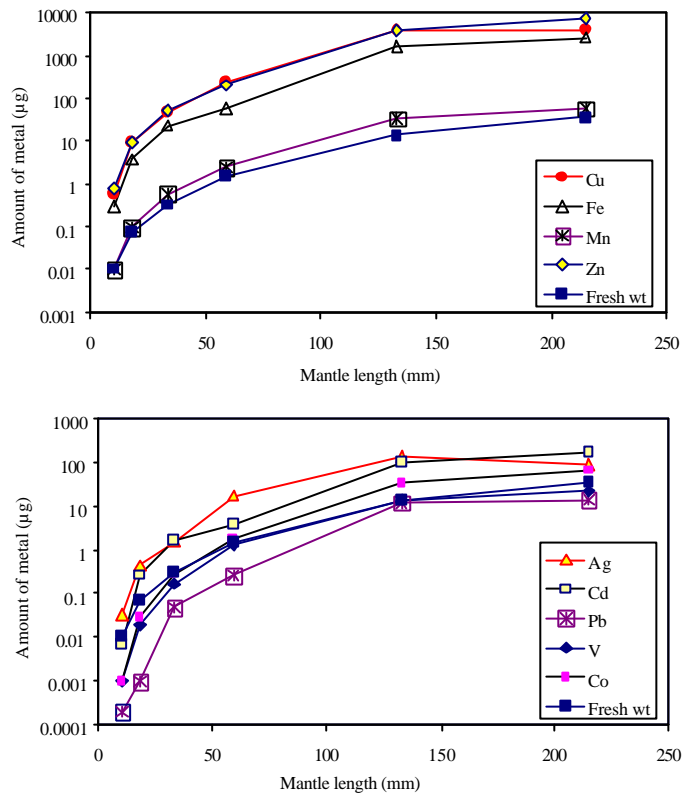 Amount of metal (µg)
10000
1000
100
10
1
0.1
0.01
0.001
Cu
Fe
Mn
Zn
Fresh wt
0 50 100 150 200 250
Mantle length (mm)
Amount of metal (µg)
1000
100
10
1
0.1
0.01
0.001
0.0001
Ag
Cd
Pb
V
Co
Fresh wt
0 50 100 150 200 250
Mantle length (mm)